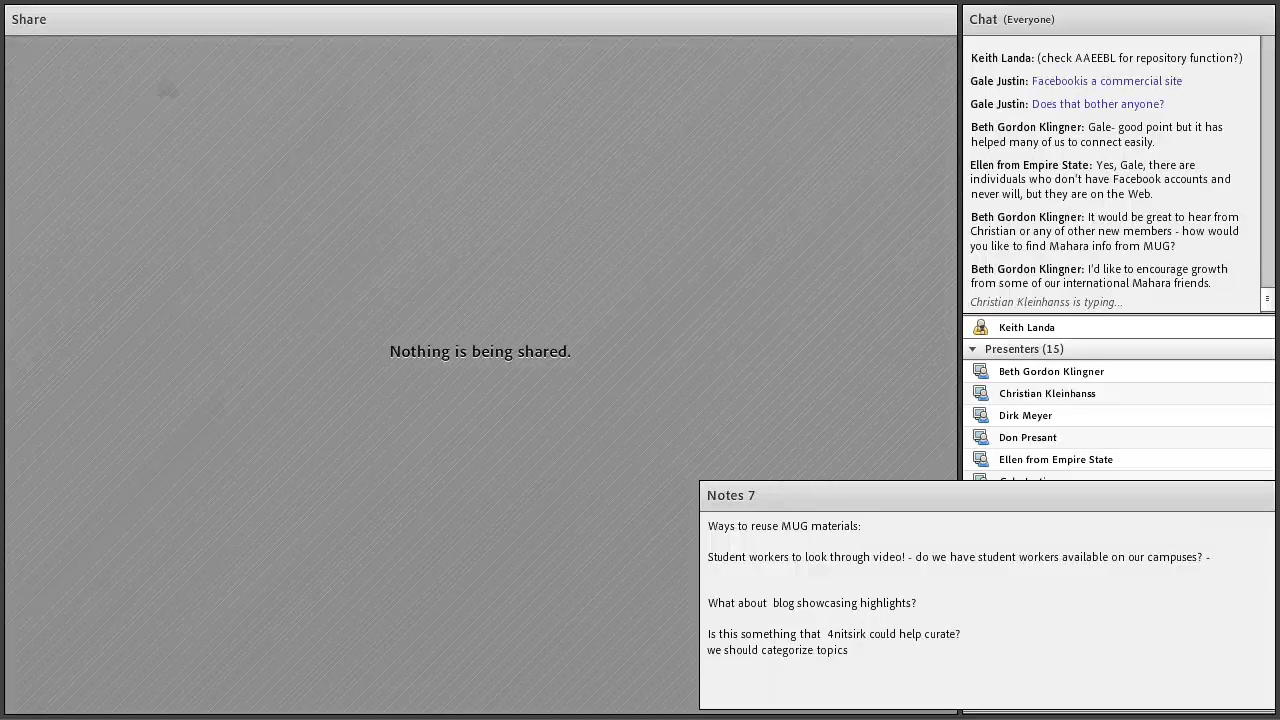 Share
Nothing is being shared.
Chat (Everyone)
Keith Landa: (check AAEEBL for repository function?)
Gale Justin: Facebookis a commercial site
Gale Justin: Does that bother anyone?
Beth Gordon Klingner: Gale- good point but it has
helped many of us to connect easily.
Ellen from Empire State: Yes, Gale, there are
individuals who don't have Facebook accounts and
never will, but they are on the Web.
Beth Gordon Klingner: It would be great to hear from
Christian or any of other new members - how would
you like to find Mahara info from MUG?
Beth Gordon Klingner: I'd like to encourage growth
from some of our international Mahara friends.
Christian Kleinhanss is typing...
Keith Landa
Presenters (15)
Beth Gordon Klingner
Christian Kleinhanss
Dirk Meyer
Don Presant
Ellen from Empire State
Notes 7
Ways to reuse MUG materials:
Student workers to look through video! - do we have student workers available on our campuses? -
What about  blog showcasing highlights?
Is this something that  4nitsirk could help curate?
we should categorize topics